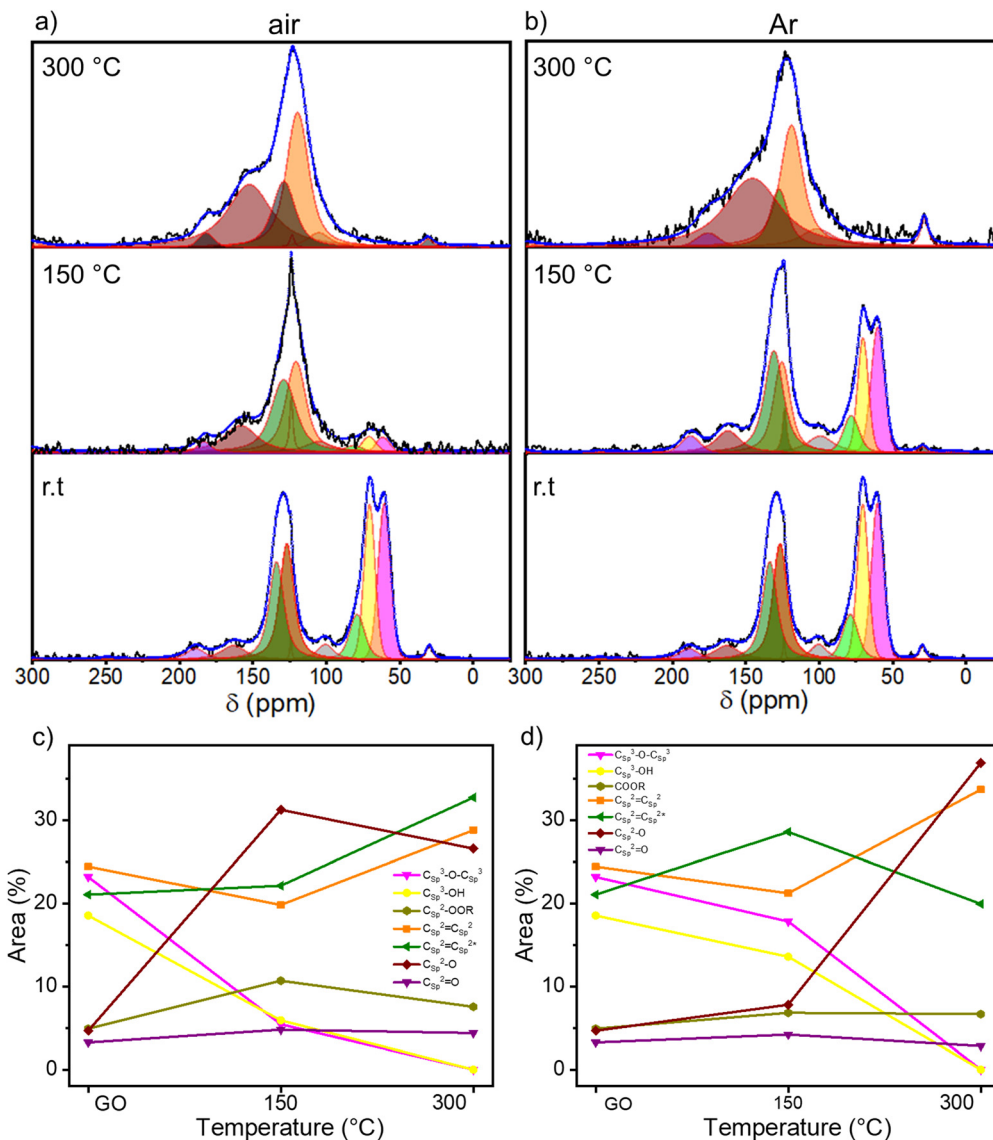 a)
air
300 °C
150 °C
r.t
300 250 200 150 100 50 0
δ (ppm)
b)
Ar
300 °C
150 °C
r.t
300 250 200 150 100 50 0
δ (ppm)
c)
Area (%)
30
20
10
0
Csp³-O-Csp³
Csp³-OH
Csp²-OOR
Csp²=Csp²
Csp²=Csp²*
Csp²-O
Csp²=O
GO 150 300
Temperature (°C)
d)
Area (%)
30
20
10
0
Csp³-O-Csp³
Csp³-OH
COOR
Csp²=Csp²
Csp²=Csp²*
Csp²-O
Csp²=O
GO 150 300
Temperature (°C)